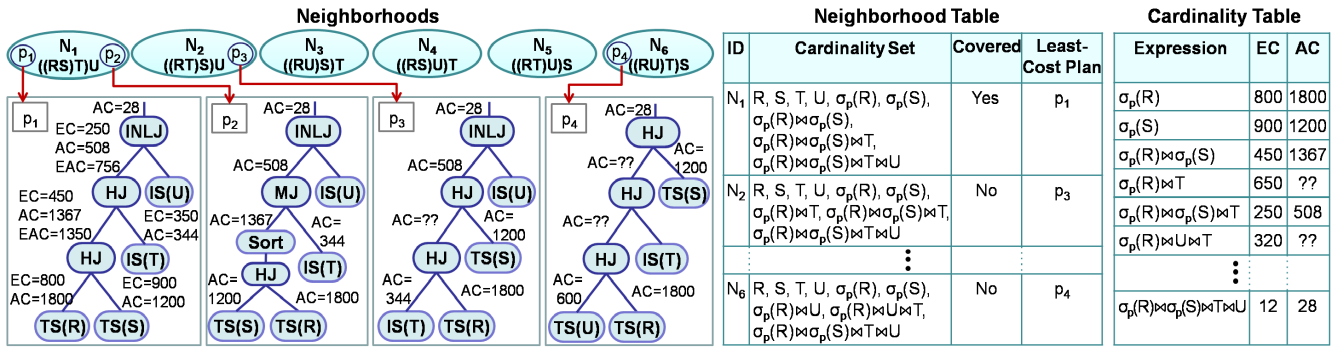 Neighborhoods
p1 N1 p2
((RS)T)U
N2 p3
((RT)S)U
N3
((RU)S)T
N4
((RS)U)T
N5
((RT)U)S
p4 N6
((RU)T)S
p1
AC=28
INLJ
EC=250
AC=508
EAC=756
HJ
IS(U)
EC=450
AC=1367
EAC=1350
EC=350
AC=344
HJ
IS(T)
EC=800
AC=1800
EC=900
AC=1200
TS(R)
TS(S)
p2
AC=28
INLJ
AC=508
MJ
IS(U)
AC=1367
AC=
344
Sort
IS(T)
HJ
AC=
1200
AC=1800
TS(S)
TS(R)
p3
AC=28
INLJ
AC=508
HJ
IS(U)
AC=??
AC=
1200
TS(S)
HJ
AC=
344
AC=1800
IS(T)
TS(R)
p4
AC=28
HJ
AC=??
AC=
1200
HJ
TS(S)
AC=??
HJ
IS(T)
AC=
600
AC=1800
TS(U)
TS(R)
Neighborhood Table
ID Cardinality Set Covered Least-
Cost Plan
N1 R, S, T, U, σp(R), σp(S), Yes p1
σp(R)⋈σp(S),
σp(R)⋈σp(S)⋈T,
σp(R)⋈σp(S)⋈T⋈U
N2 R, S, T, U, σp(R), σp(S), No p3
σp(R)⋈T, σp(R)⋈σp(S)⋈T,
σp(R)⋈σp(S)⋈T⋈U
N6 R, S, T, U, σp(R), σp(S), No p4
σp(R)⋈U, σp(R)⋈U⋈T,
σp(R)⋈σp(S)⋈T⋈U
Cardinality Table
Expression EC AC
σp(R) 800 1800
σp(S) 900 1200
σp(R)⋈σp(S) 450 1367
σp(R)⋈T 650 ??
σp(R)⋈σp(S)⋈T 250 508
σp(R)⋈U⋈T 320 ??
σp(R)⋈σp(S)⋈T⋈U 12 28